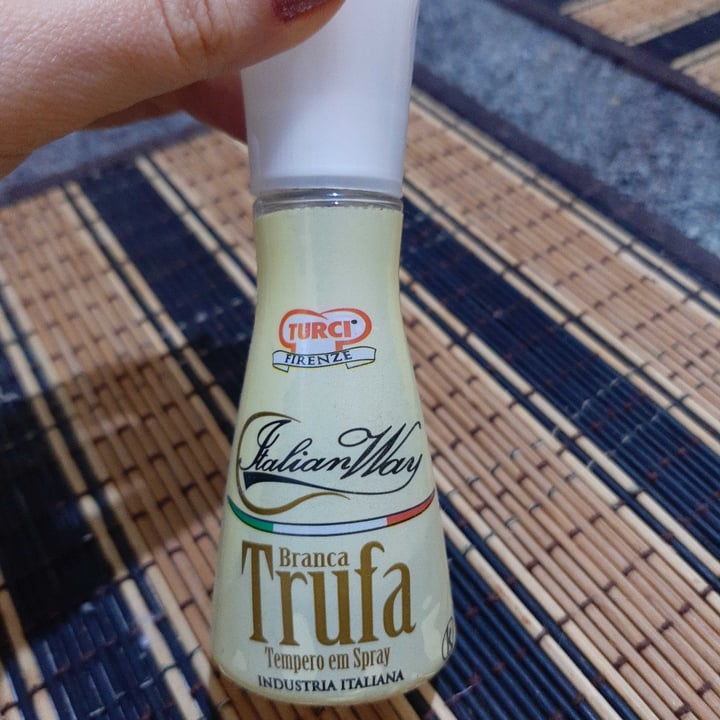 TURCI
FIRENZE
Italian Way
Branca
Trufa
Tempero em Spray
INDUSTRIA ITALIANA